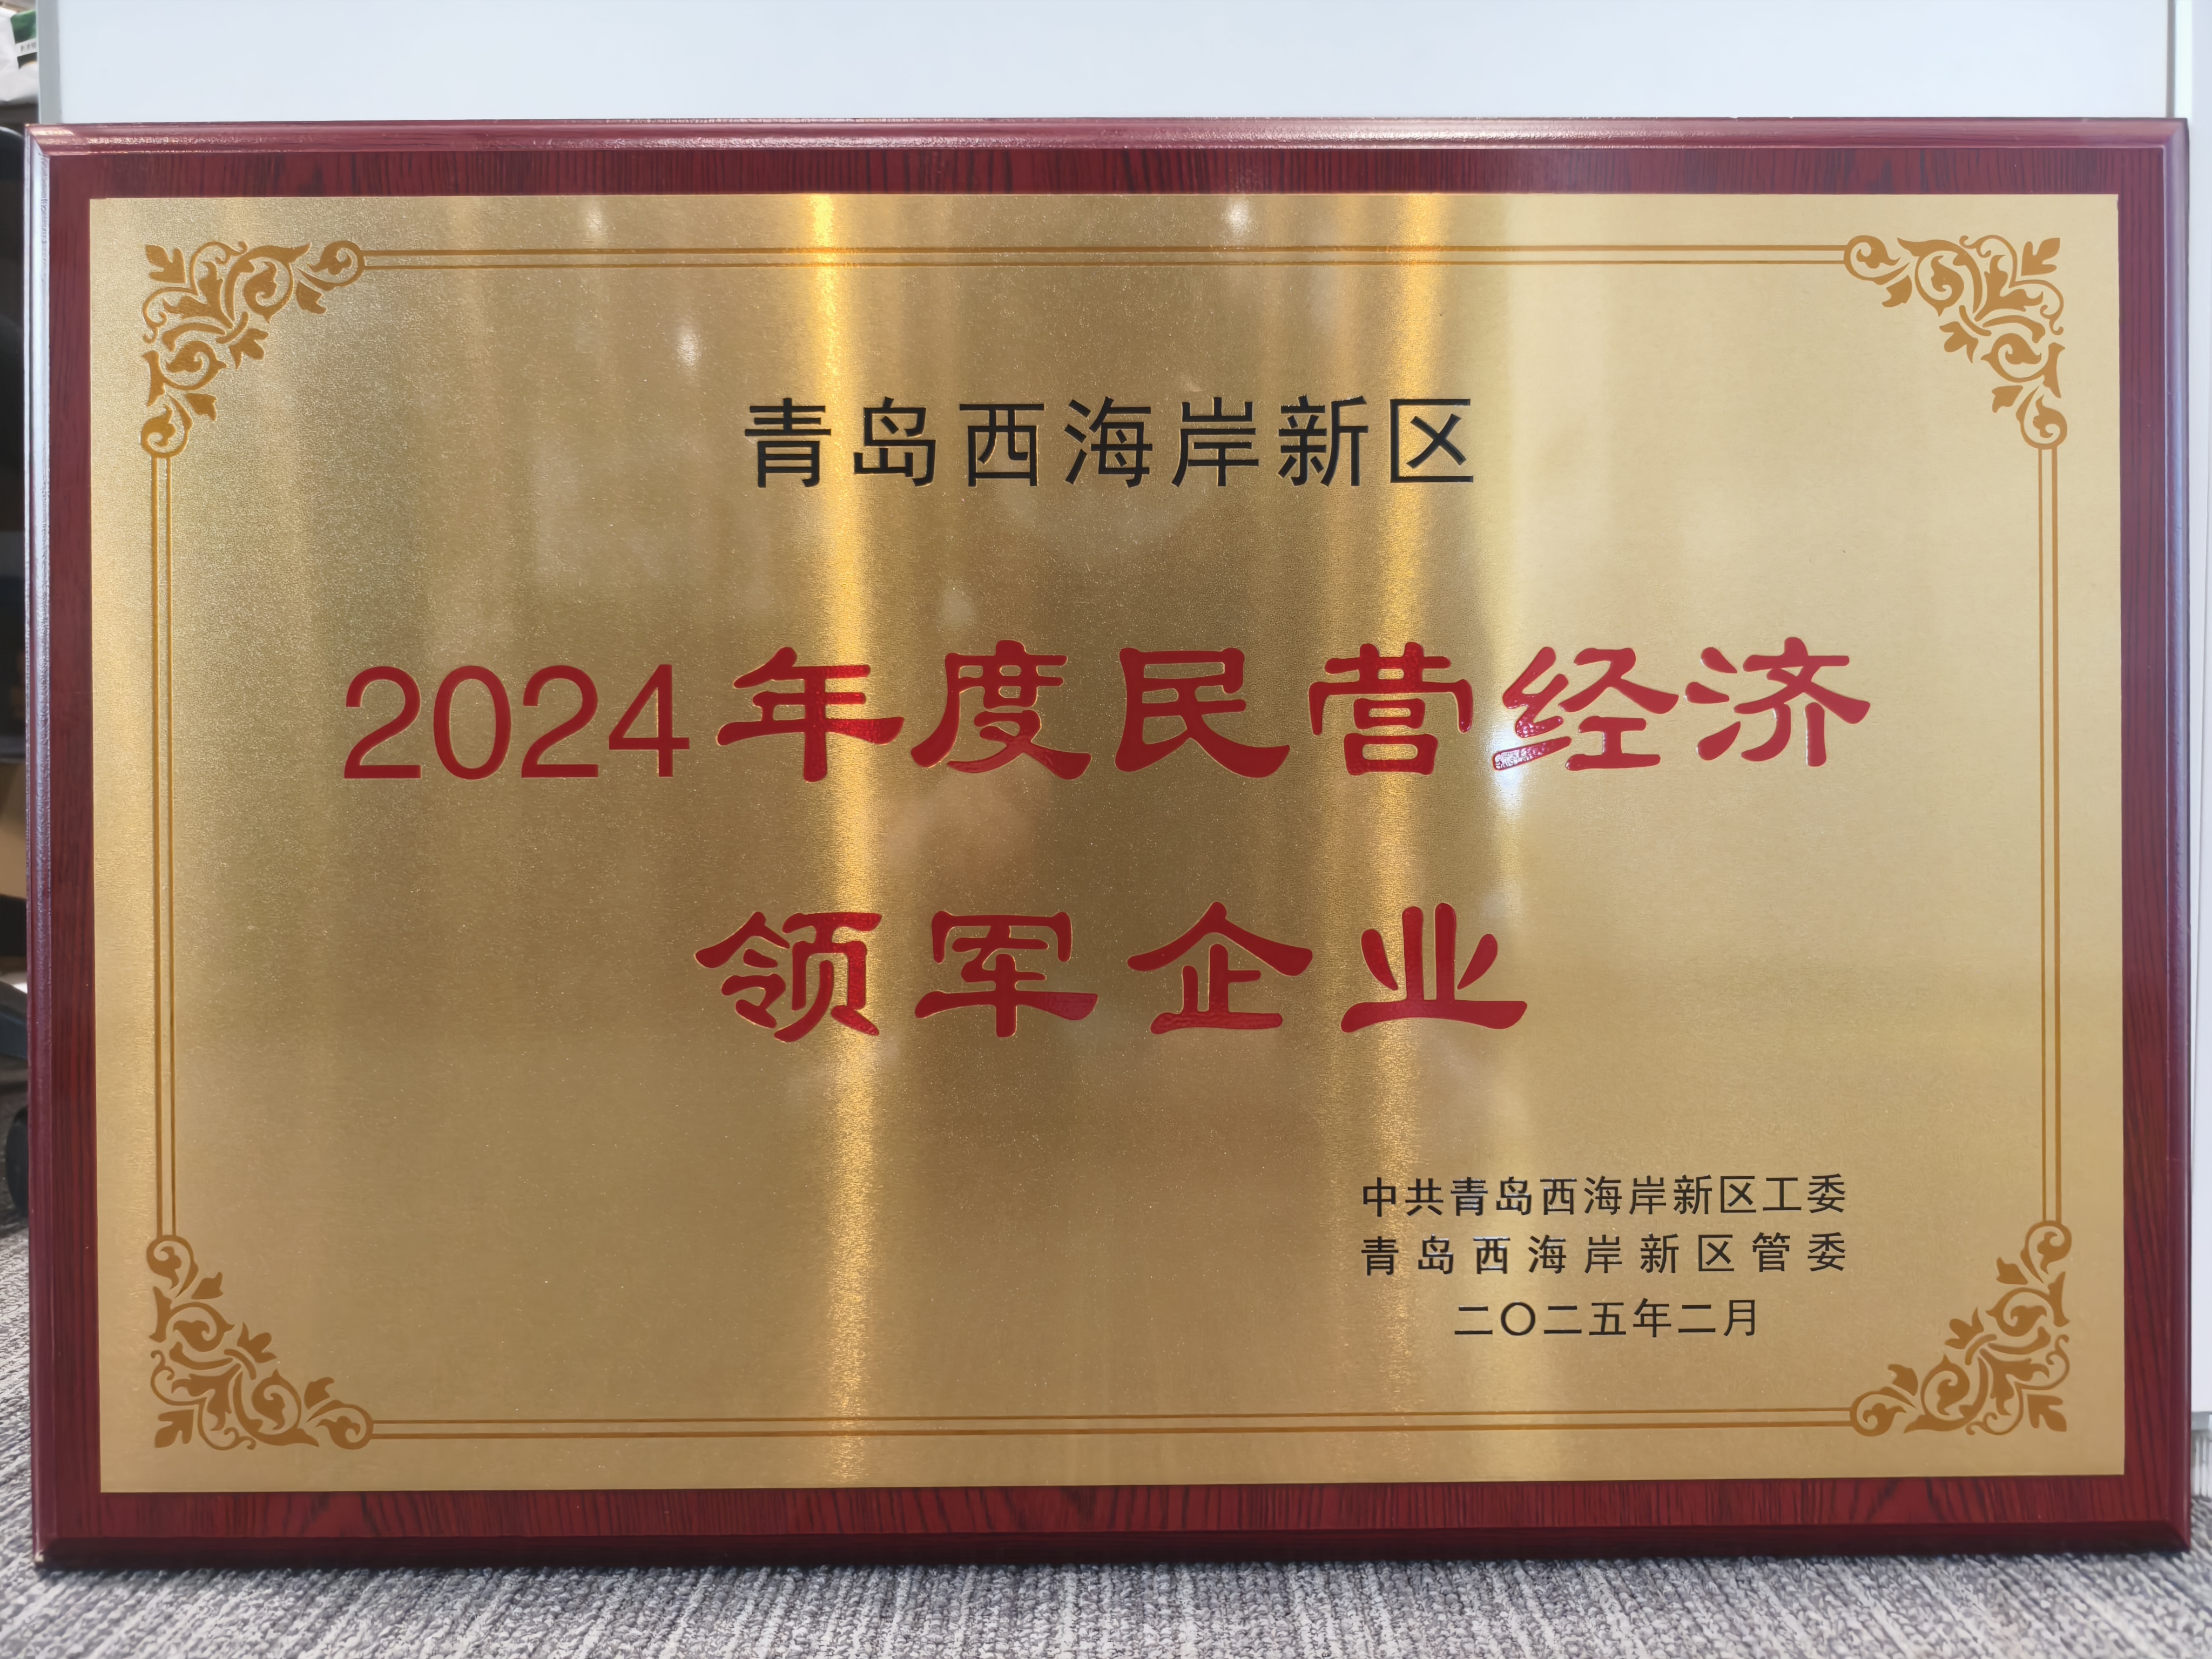 青岛西海岸新区
2024年度民营经济
领军企业
中共青岛西海岸新区工委
青岛西海岸新区管委
二〇二五年二月